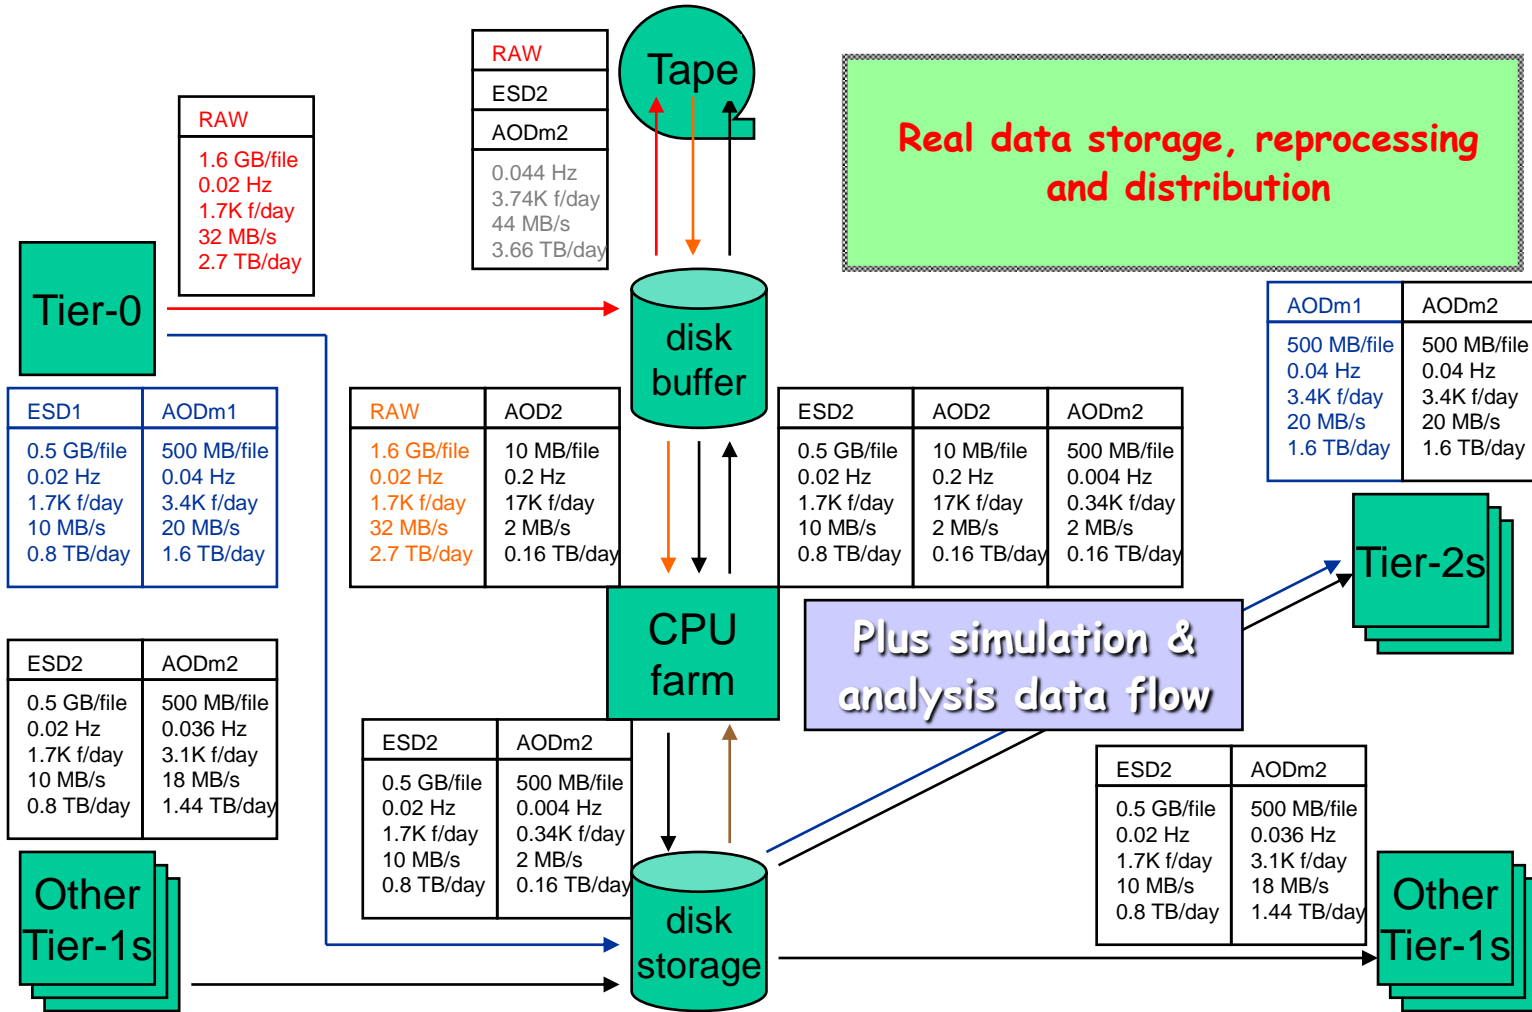 RAW
ESD2
AODm2
0.044 Hz
3.74K f/day
44 MB/s
3.66 TB/day
Tape
Real data storage, reprocessing
and distribution
RAW
1.6 GB/file
0.02 Hz
1.7K f/day
32 MB/s
2.7 TB/day
Tier-0
disk
buffer
AODm1
500 MB/file
0.04 Hz
3.4K f/day
20 MB/s
1.6 TB/day
AODm2
500 MB/file
0.04 Hz
3.4K f/day
20 MB/s
1.6 TB/day
ESD1
0.5 GB/file
0.02 Hz
1.7K f/day
10 MB/s
0.8 TB/day
AODm1
500 MB/file
0.04 Hz
3.4K f/day
20 MB/s
1.6 TB/day
RAW
1.6 GB/file
0.02 Hz
1.7K f/day
32 MB/s
2.7 TB/day
AOD2
10 MB/file
0.2 Hz
17K f/day
2 MB/s
0.16 TB/day
ESD2
0.5 GB/file
0.02 Hz
1.7K f/day
10 MB/s
0.8 TB/day
AOD2
10 MB/file
0.2 Hz
17K f/day
2 MB/s
0.16 TB/day
AODm2
500 MB/file
0.004 Hz
0.34K f/day
2 MB/s
0.16 TB/day
Tier-2s
CPU
farm
Plus simulation &
analysis data flow
ESD2
0.5 GB/file
0.02 Hz
1.7K f/day
10 MB/s
0.8 TB/day
AODm2
500 MB/file
0.036 Hz
3.1K f/day
18 MB/s
1.44 TB/day
ESD2
0.5 GB/file
0.02 Hz
1.7K f/day
10 MB/s
0.8 TB/day
AODm2
500 MB/file
0.004 Hz
0.34K f/day
2 MB/s
0.16 TB/day
ESD2
0.5 GB/file
0.02 Hz
1.7K f/day
10 MB/s
0.8 TB/day
AODm2
500 MB/file
0.036 Hz
3.1K f/day
18 MB/s
1.44 TB/day
Other
Tier-1s
disk
storage
Other
Tier-1s